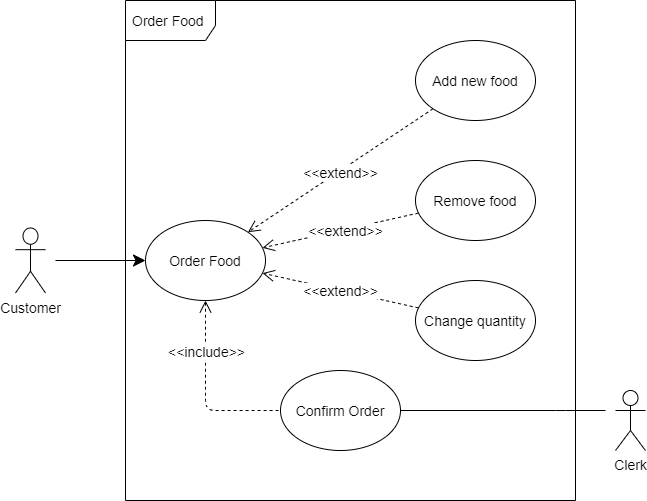 Order Food
Add new food
<<extend>>
Remove food
<<extend>>
Order Food
<<extend>>
Customer
Change quantity
<<include>>
Confirm Order
Clerk